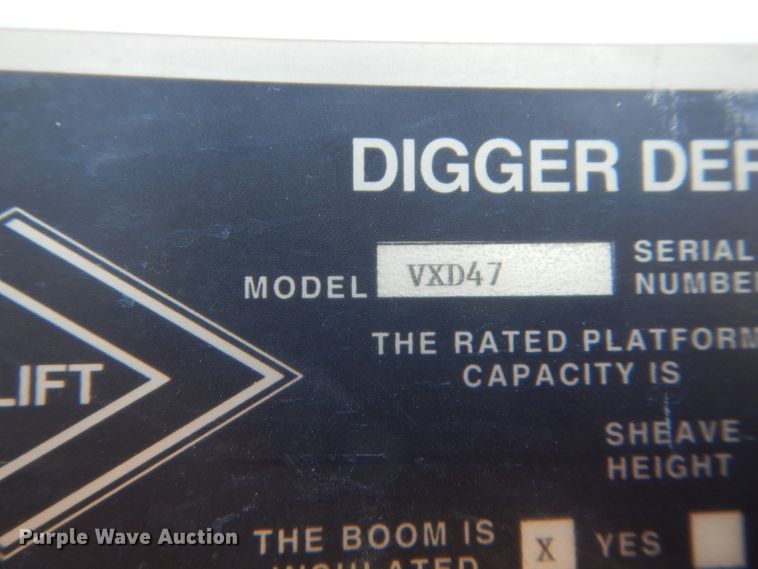 DIGGER DER
MODEL VXD47 SERIAL
NUMBE
THE RATED PLATFORM
CAPACITY IS
LIFT
SHEAVE
HEIGHT
THE BOOM IS X YES
INSULATED
Purple Wave Auction